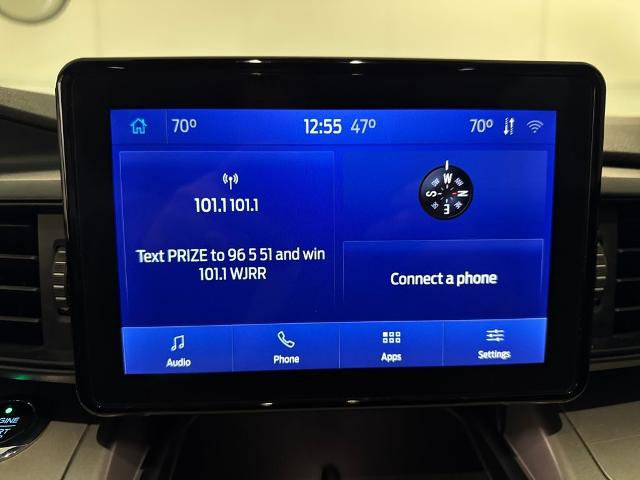 70° 12:55 47° 70°
101.1 101.1
Text PRIZE to 96 5 51 and win
101.1 WJRR
W
N
S
E
Connect a phone
Audio Phone Apps Settings